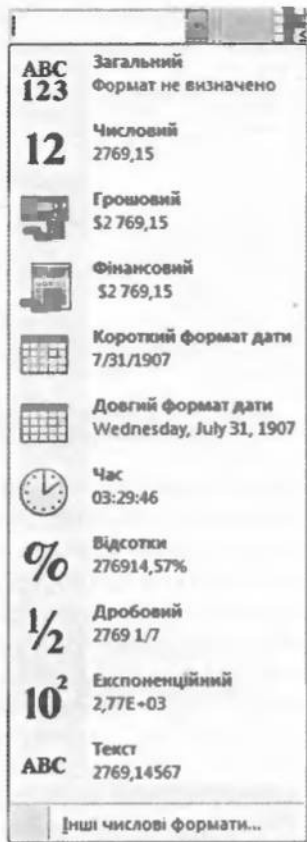 ABC
123
Загальний
Формат не визначено
12
Числовий
2769,15
Грошовий
$2 769,15
Фінансовий
$2 769,15
Короткий формат дати
7/31/1907
Довгий формат дати
Wednesday, July 31, 1907
Час
03:29:46
%
Відсотки
276914,57%
1/2
Дробовий
2769 1/7
10²
Експоненційний
2,77E+03
ABC
Текст
2769,14567
Інші числові формати...